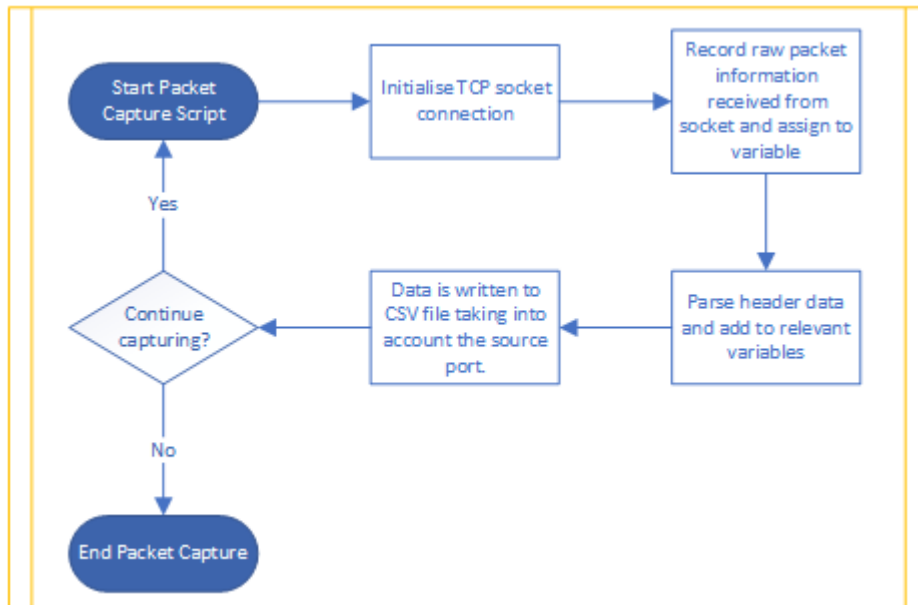 Start Packet
Capture Script
Initialise TCP socket
connection
Record raw packet
information
received from
socket and assign to
variable
Parse header data
and add to relevant
variables
Data is written to
CSV file taking into
account the source
port.
Continue
capturing?
Yes
No
End Packet Capture